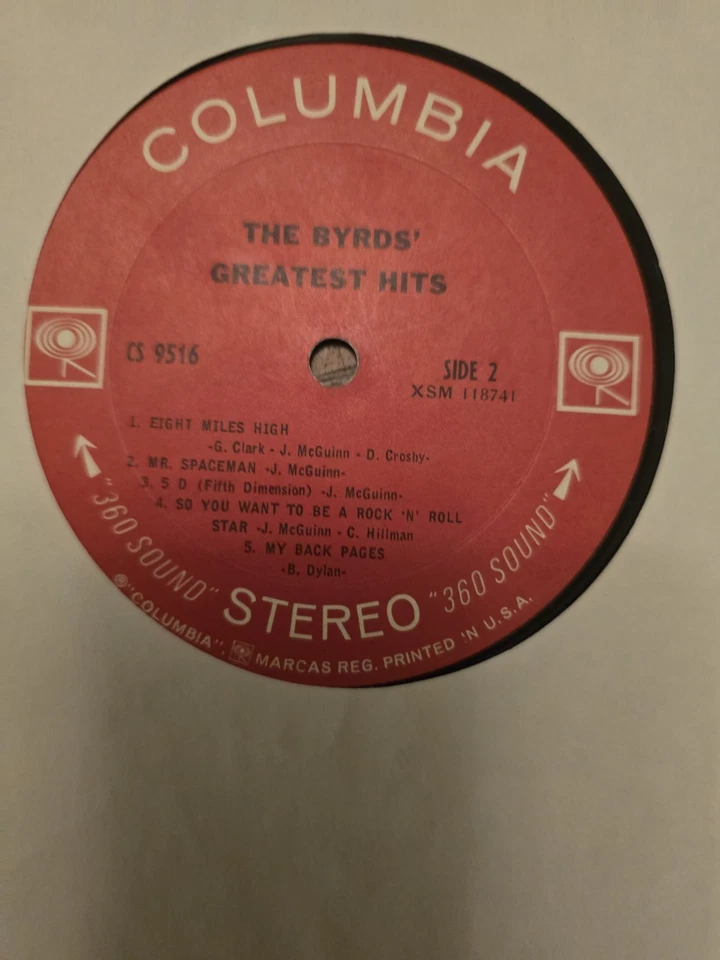 COLUMBIA
THE BYRDS'
GREATEST HITS
CS 9516
SIDE 2
XSM 118741
1. EIGHT MILES HIGH
-G. Clark - J. McGuinn - D. Crosby-
2. MR. SPACEMAN -J. McGuinn-
3. 5 D (Fifth Dimension) -J. McGuinn-
4. SO YOU WANT TO BE A ROCK 'N' ROLL
STAR -J. McGuinn - C. Hillman
5. MY BACK PAGES
-B. Dylan-
"360 SOUND" STEREO "360 SOUND"
℗"COLUMBIA", MARCAS REG. PRINTED IN U.S.A.